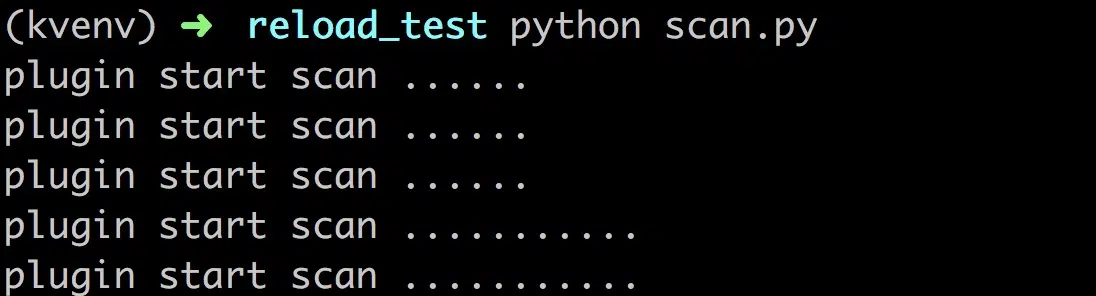 (kvenv) ➜ reload_test python scan.py
plugin start scan ......
plugin start scan ......
plugin start scan ......
plugin start scan ...........
plugin start scan ...........